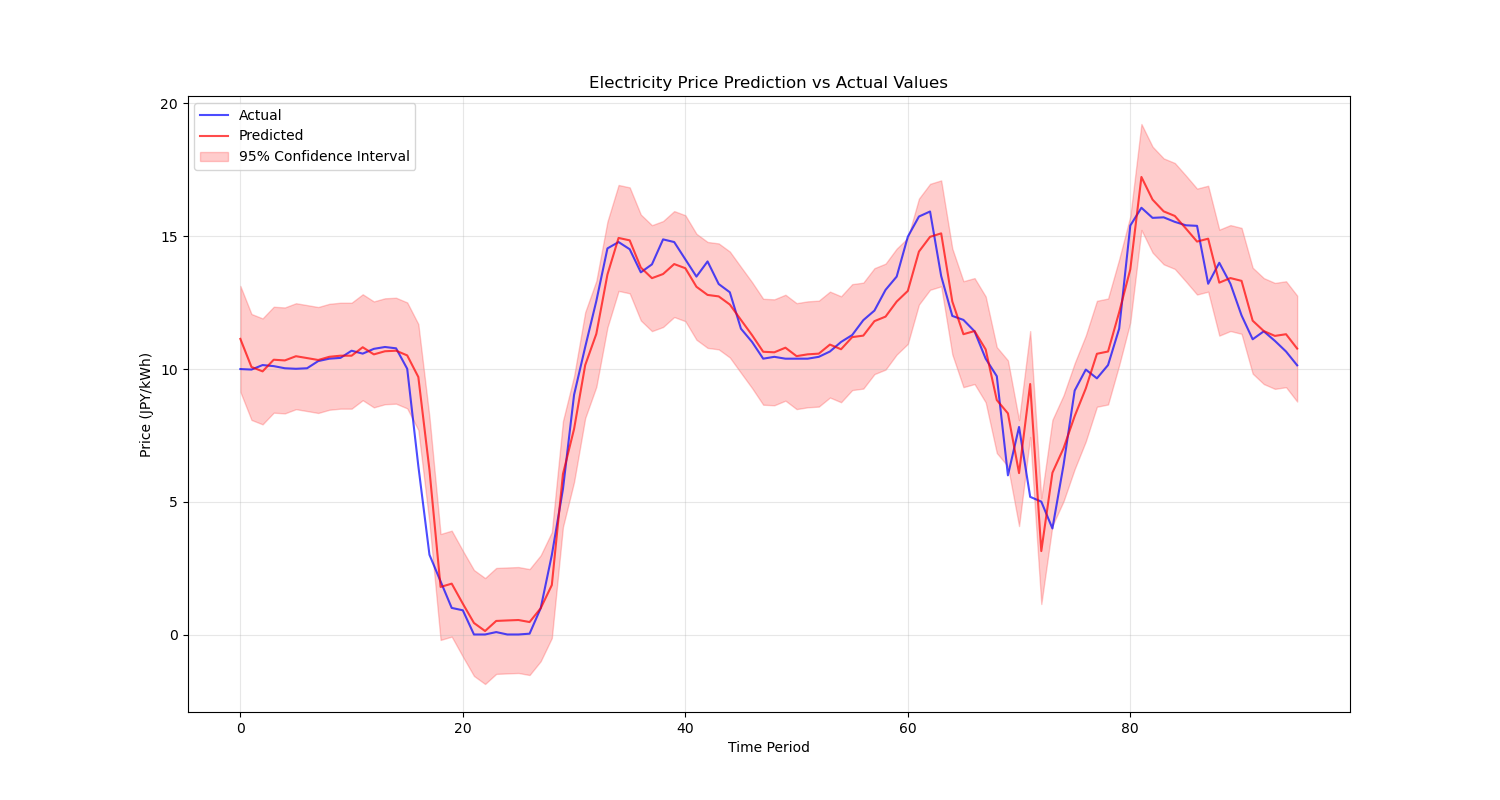 Electricity Price Prediction vs Actual Values
Actual
Predicted
95% Confidence Interval
Price (JPY/kWh)
20
15
10
5
0
0 20 40 60 80
Time Period